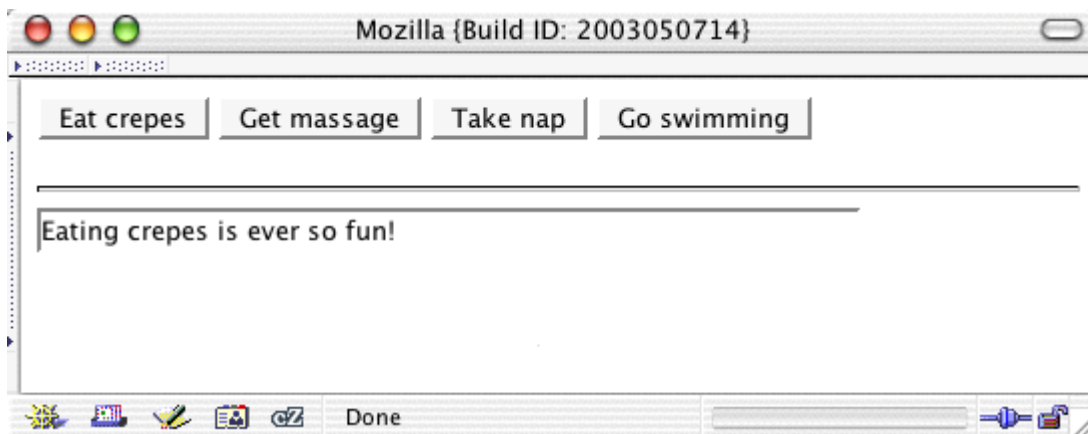 Mozilla {Build ID: 2003050714}
Eat crepes Get massage Take nap Go swimming
Eating crepes is ever so fun!
cZ Done